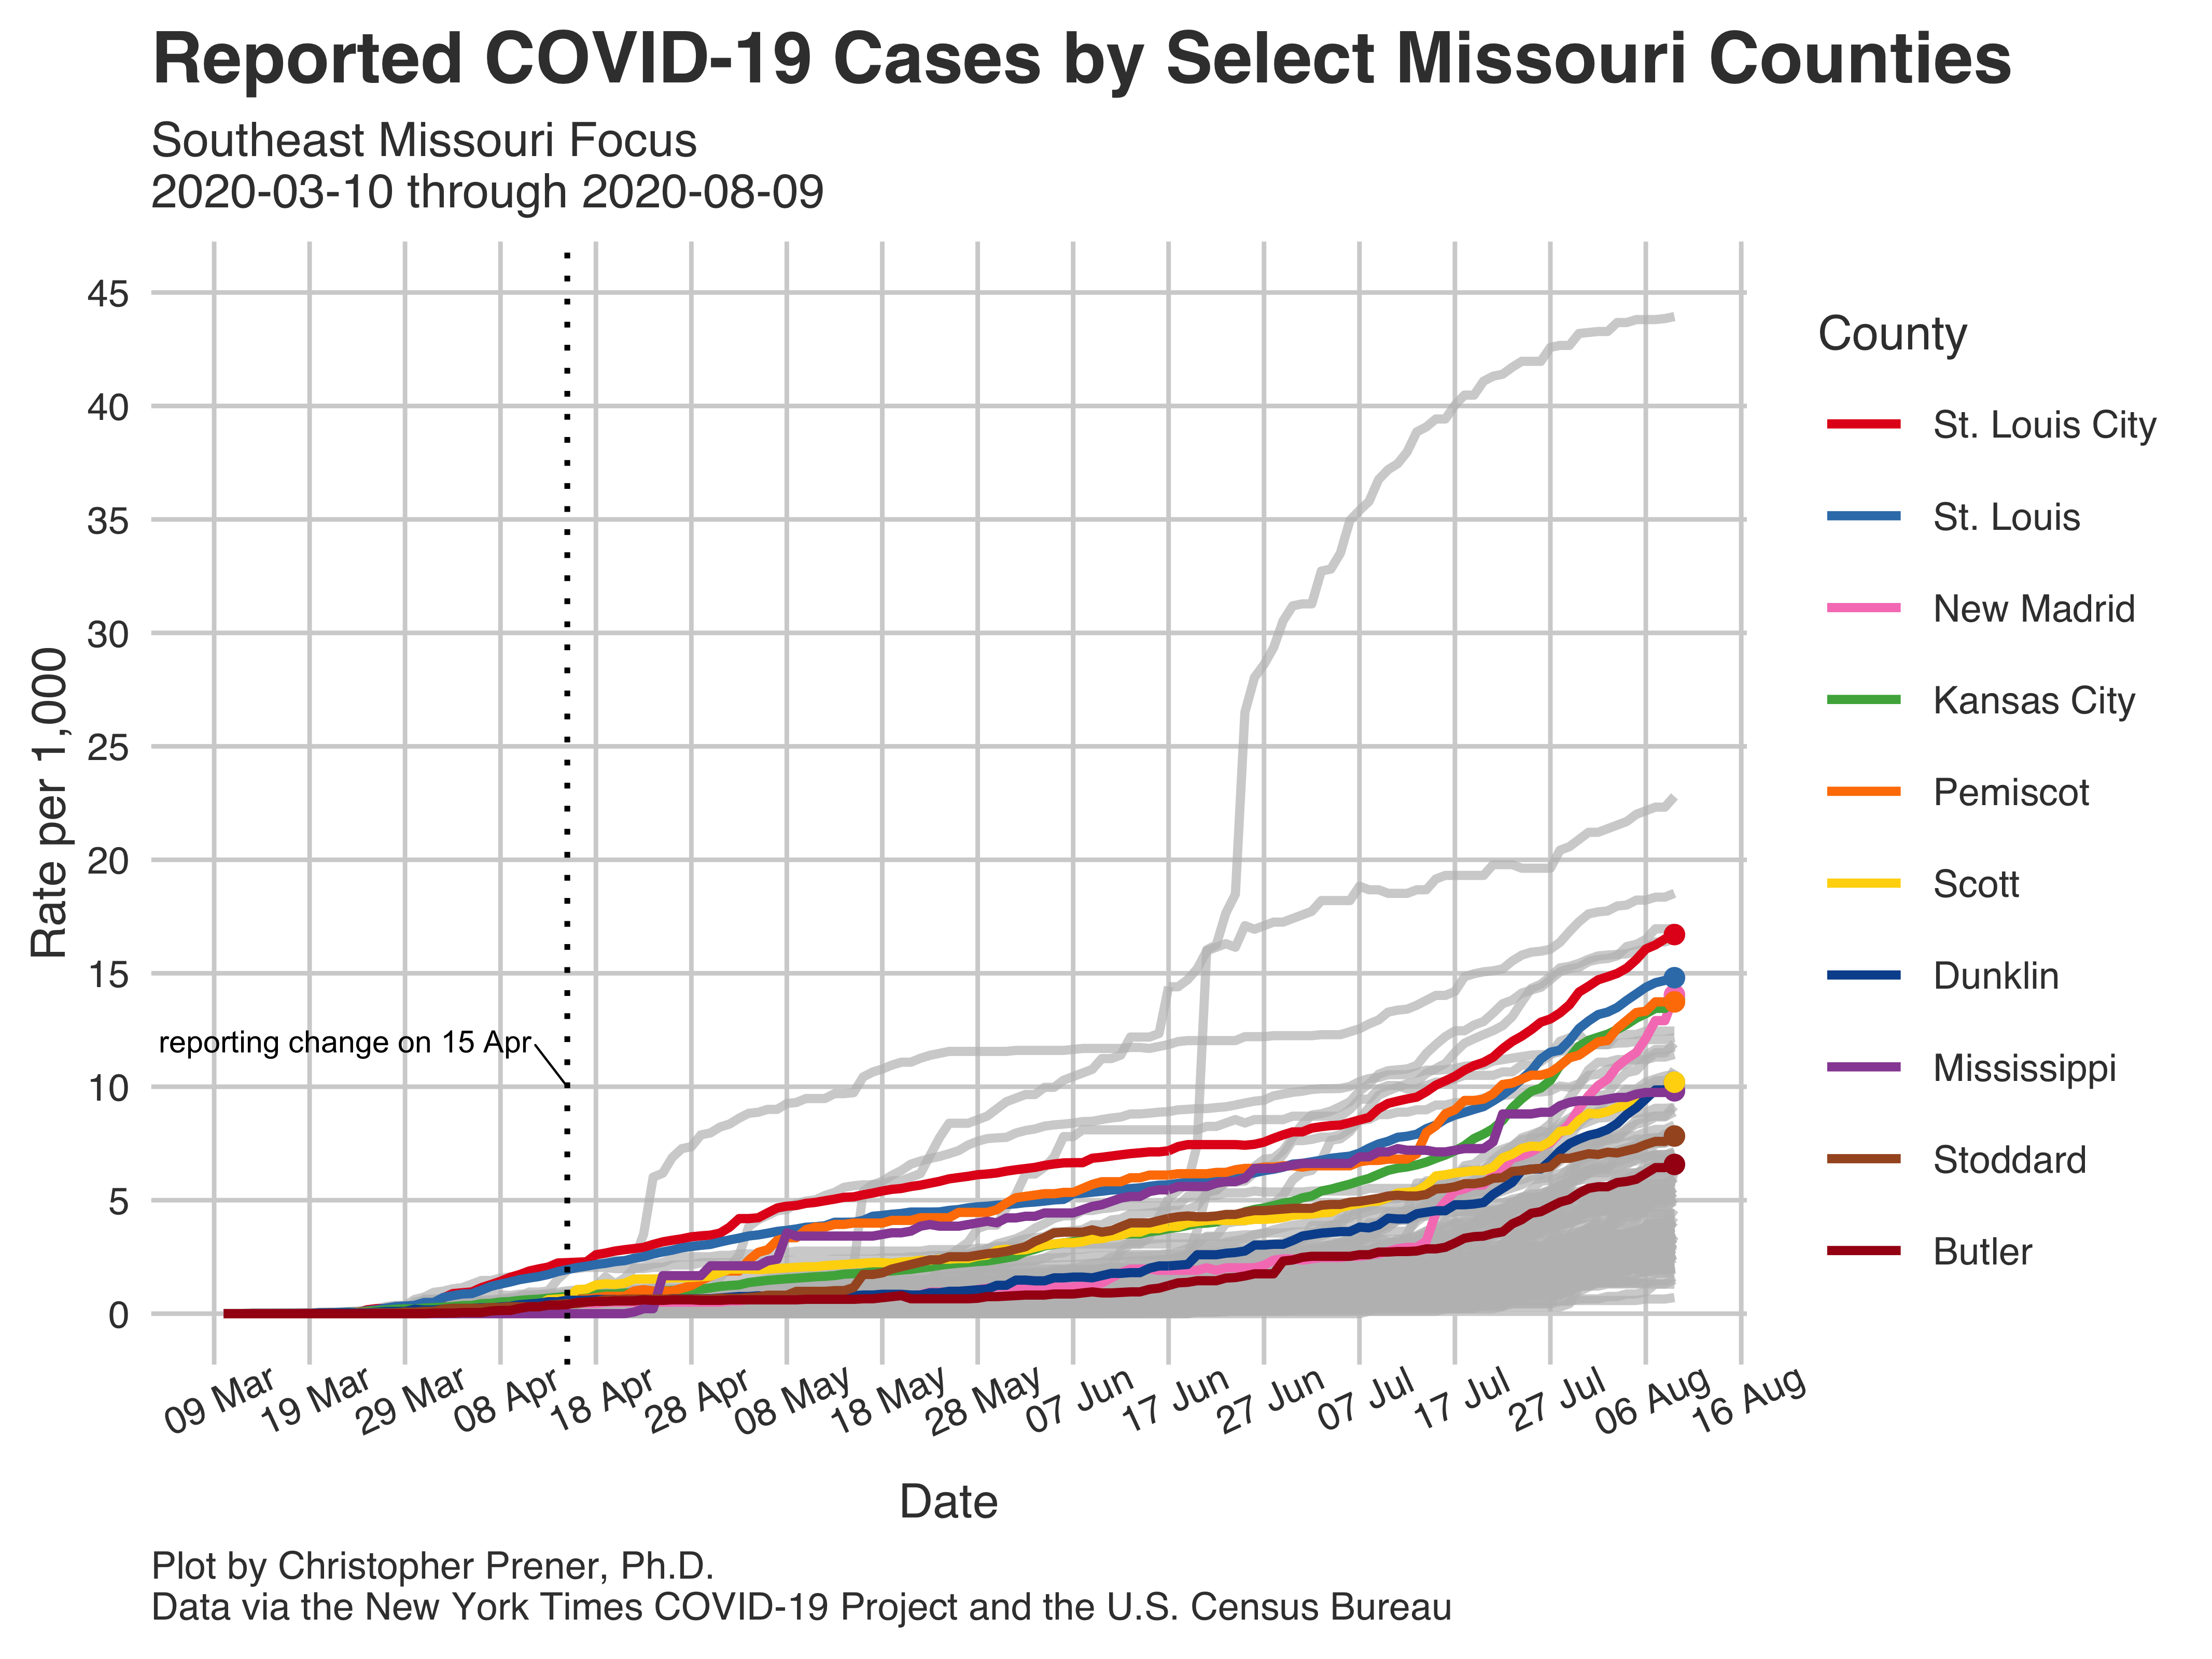 Reported COVID-19 Cases by Select Missouri Counties
Southeast Missouri Focus
2020-03-10 through 2020-08-09
Rate per 1,000
45
40
35
30
25
20
15
10
5
0
reporting change on 15 Apr
09 Mar
19 Mar
29 Mar
08 Apr
18 Apr
28 Apr
08 May
18 May
28 May
07 Jun
17 Jun
27 Jun
07 Jul
17 Jul
27 Jul
06 Aug
16 Aug
Date
County
St. Louis City
St. Louis
New Madrid
Kansas City
Pemiscot
Scott
Dunklin
Mississippi
Stoddard
Butler
Plot by Christopher Prener, Ph.D.
Data via the New York Times COVID-19 Project and the U.S. Census Bureau